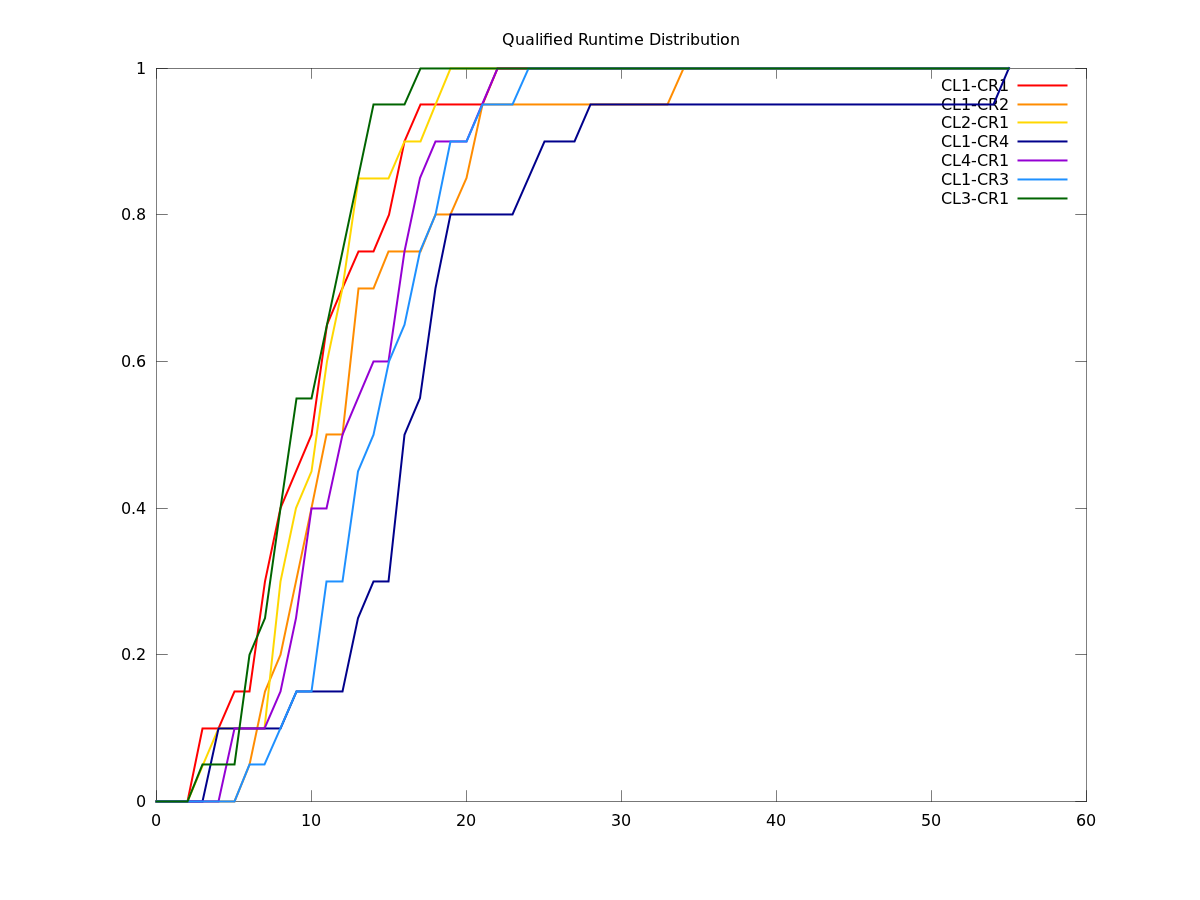 Qualified Runtime Distribution
1
0.8
0.6
0.4
0.2
0
0 10 20 30 40 50 60
CL1-CR1
CL1-CR2
CL2-CR1
CL1-CR4
CL4-CR1
CL1-CR3
CL3-CR1